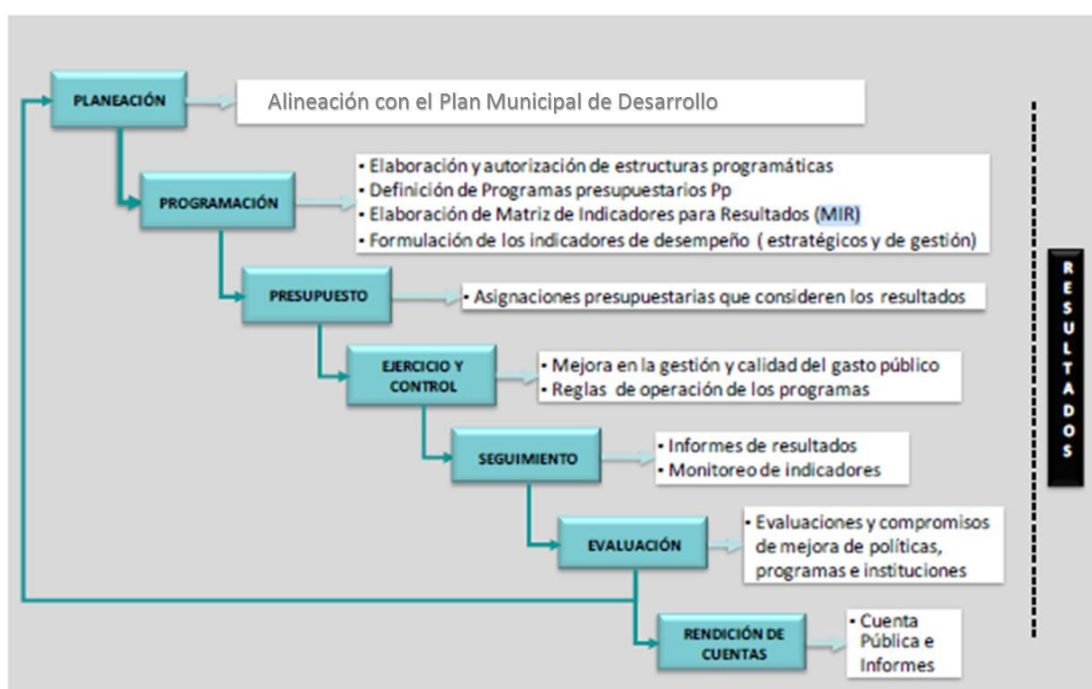 PLANEACIÓN
Alineación con el Plan Municipal de Desarrollo
PROGRAMACIÓN
• Elaboración y autorización de estructuras programáticas
• Definición de Programas presupuestarios Pp
• Elaboración de Matriz de Indicadores para Resultados (MIR)
• Formulación de los indicadores de desempeño ( estratégicos y de gestión)
PRESUPUESTO
• Asignaciones presupuestarias que consideren los resultados
EJERCICIO Y
CONTROL
• Mejora en la gestión y calidad del gasto público
• Reglas de operación de los programas
SEGUIMIENTO
• Informes de resultados
• Monitoreo de indicadores
EVALUACIÓN
• Evaluaciones y compromisos
de mejora de políticas,
programas e instituciones
RENDICIÓN DE
CUENTAS
• Cuenta
Pública e
Informes
RESULTADOS